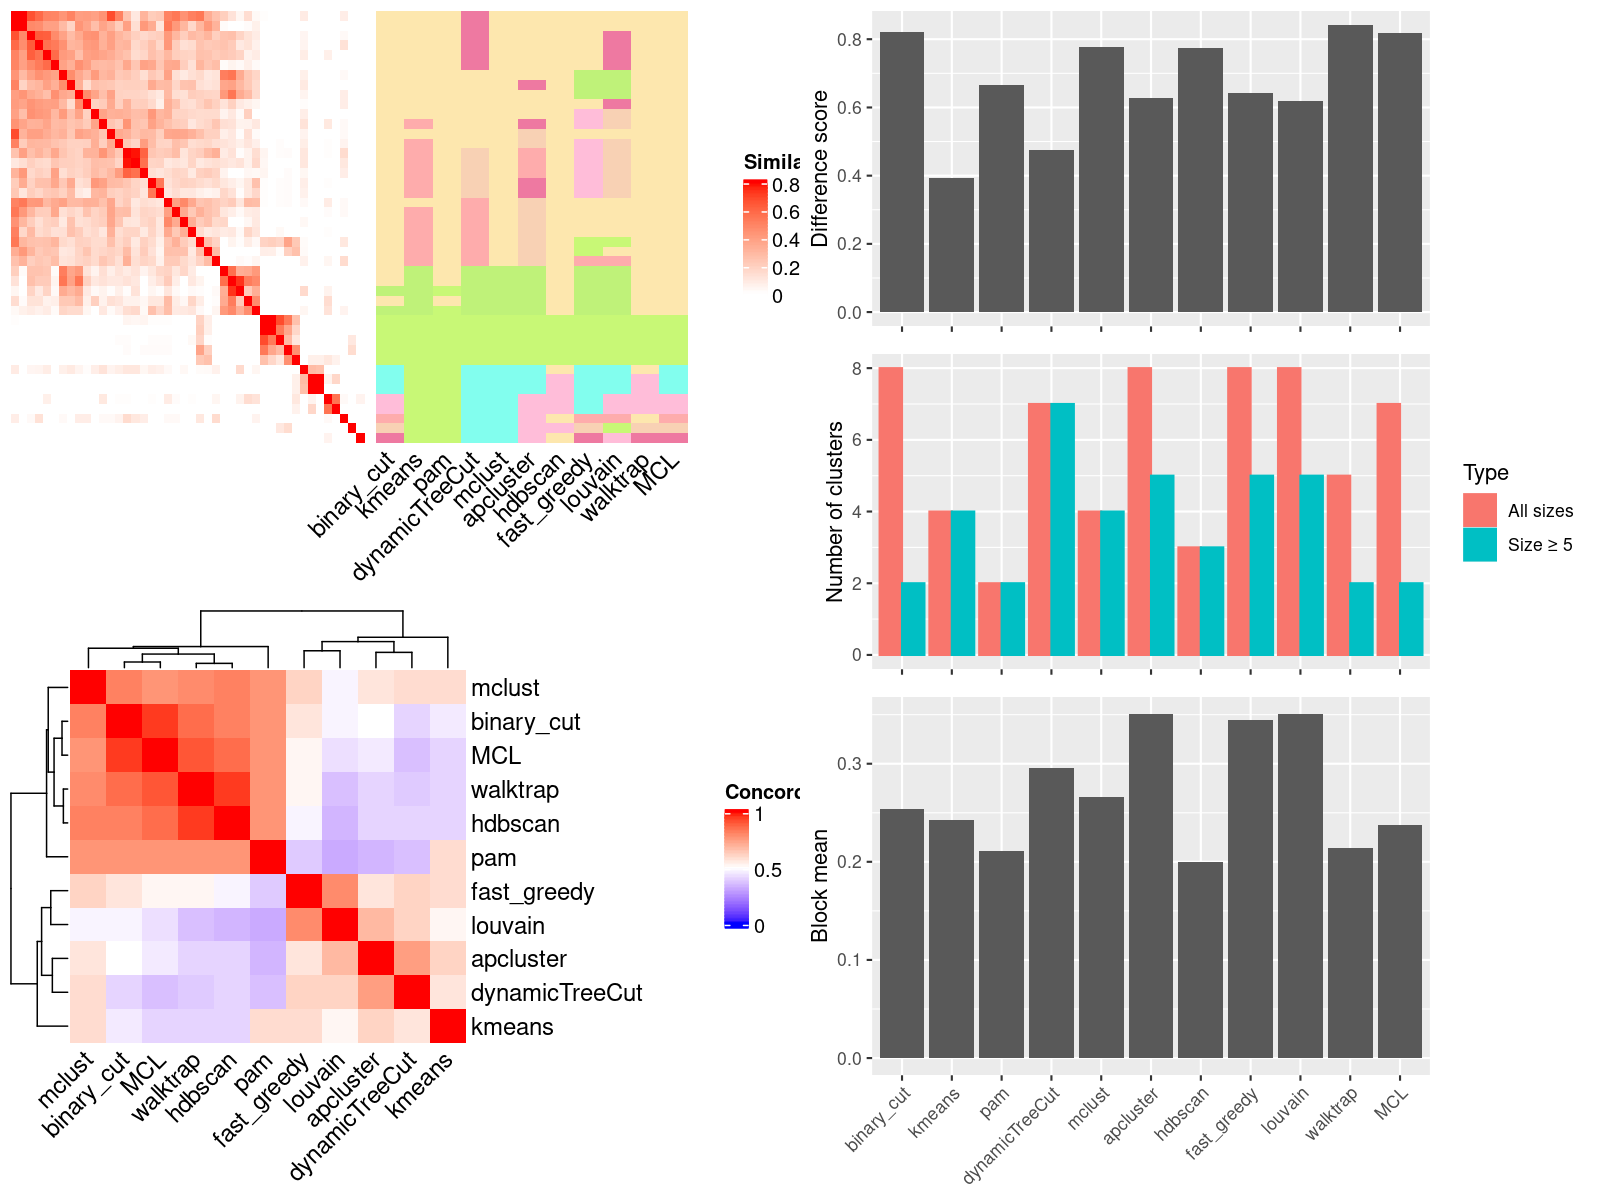 Simila
0.8
0.6
0.4
0.2
0
binary_cut
kmeans
pam
dynamicTreeCut
mclust
apcluster
hdbscan
fast_greedy
louvain
walktrap
MCL
mclust
binary_cut
MCL
walktrap
hdbscan
pam
fast_greedy
louvain
apcluster
dynamicTreeCut
kmeans
mclust
binary_cut
MCL
walktrap
hdbscan
pam
fast_greedy
louvain
apcluster
dynamicTreeCut
kmeans
Concord
1
0.5
0
Difference score
0.8
0.6
0.4
0.2
0.0
Number of clusters
8
6
4
2
0
Type
All sizes
Size ≥ 5
Block mean
0.3
0.2
0.1
0.0
binary_cut
kmeans
pam
dynamicTreeCut
mclust
apcluster
hdbscan
fast_greedy
louvain
walktrap
MCL